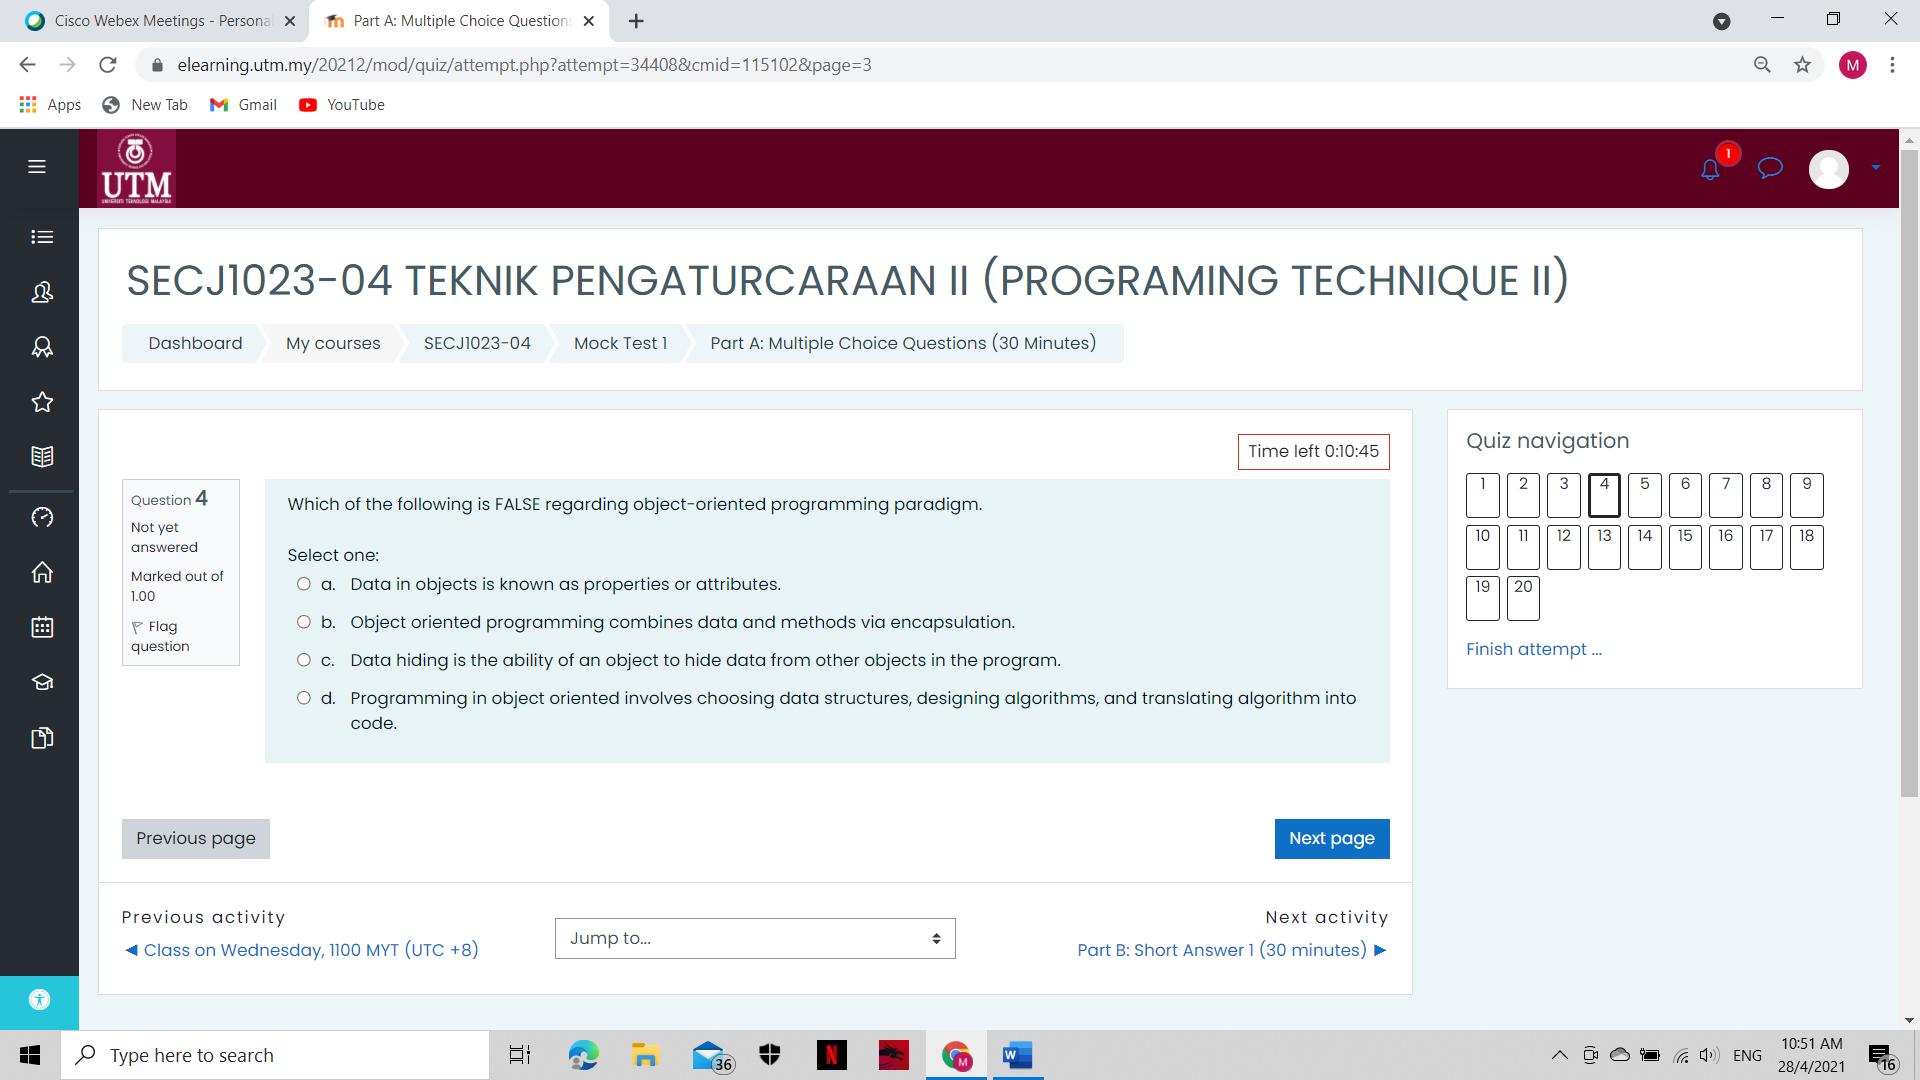 Cisco Webex Meetings - Personal
Part A: Multiple Choice Questions
elearning.utm.my/20212/mod/quiz/attempt.php?attempt=34408&cmid=115102&page=3
M
Apps
New Tab
Gmail
YouTube
UTM
UNIVERSITI TEKNOLOGI MALAYSIA
1
SECJ1023-04 TEKNIK PENGATURCARAAN II (PROGRAMING TECHNIQUE II)
Dashboard
My courses
SECJ1023-04
Mock Test 1
Part A: Multiple Choice Questions (30 Minutes)
Time left 0:10:45
Question 4
Not yet
answered
Marked out of
1.00
Flag
question
Which of the following is FALSE regarding object-oriented programming paradigm.
Select one:
a. Data in objects is known as properties or attributes.
b. Object oriented programming combines data and methods via encapsulation.
c. Data hiding is the ability of an object to hide data from other objects in the program.
d. Programming in object oriented involves choosing data structures, designing algorithms, and translating algorithm into
code.
Previous page
Next page
Quiz navigation
1 2 3 4 5 6 7 8 9
10 11 12 13 14 15 16 17 18
19 20
Finish attempt ...
Previous activity
◀ Class on Wednesday, 1100 MYT (UTC +8)
Jump to...
Next activity
Part B: Short Answer 1 (30 minutes) ▶
Type here to search
36
N
M
W
ENG
10:51 AM
28/4/2021
16